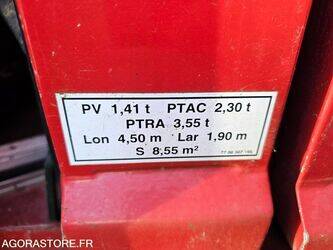 PV 1,41 t PTAC 2,30 t
PTRA 3,55 t
Lon 4,50 m Lar 1,90 m
S 8,55 m²
AGORASTORE.FR